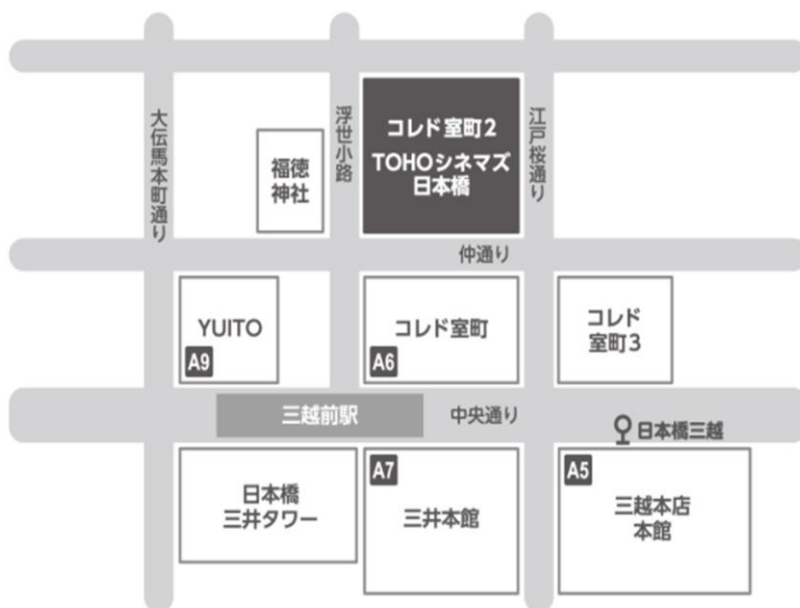 大伝馬本町通り
浮世小路
江戸桜通り
コレド室町2
TOHOシネマズ
日本橋
福徳
神社
仲通り
YUITO
A9
コレド室町
A6
コレド
室町3
三越前駅
中央通り
日本橋三越
日本橋
三井タワー
A7
三井本館
A5
三越本店
本館